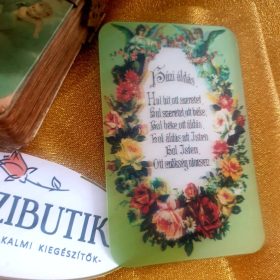 Házi áldás
Hol hit, ott szeretet
Hol szeretet, ott béke,
Hol béke, ott áldás,
Hol áldás, ott Isten
Hol Isten,
Ott szükség nincsen.
ZIBUTIK
KALMI KIEGÉSZÍTŐK-